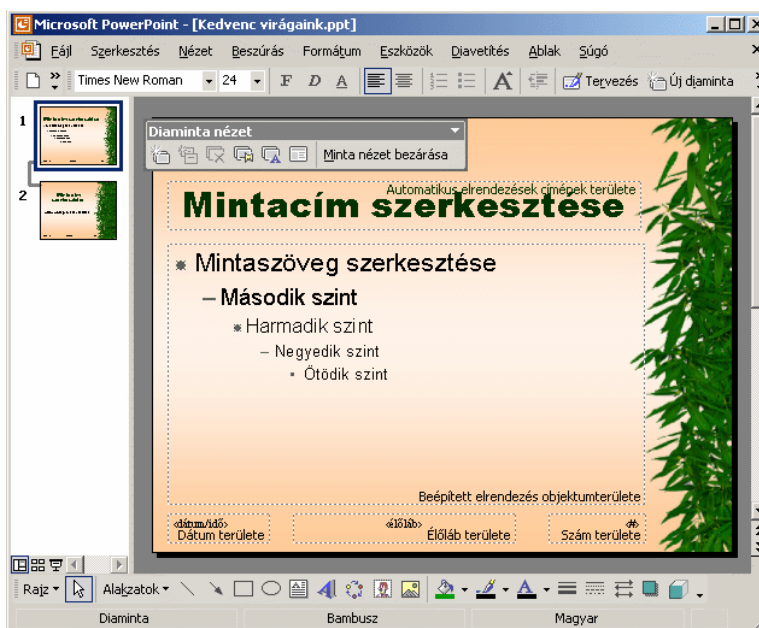 Microsoft PowerPoint - [Kedvenc virágaink.ppt]
Fájl Szerkesztés Nézet Beszúrás Formátum Eszközök Diavetítés Ablak Súgó
Times New Roman 24 F D A A Tervezés Új diaminta
1
2
Diaminta nézet
Minta nézet bezárása
Automatikus elrendezések címének területe
Mintacím szerkesztése
Mintaszöveg szerkesztése
– Második szint
Harmadik szint
– Negyedik szint
• Ötödik szint
Beépített elrendezés objektumterülete
‹dátum/idő› ‹élőláb› ‹#›
Dátum területe Élőláb területe Szám területe
Rajz Alakzatok
Diaminta Bambusz Magyar